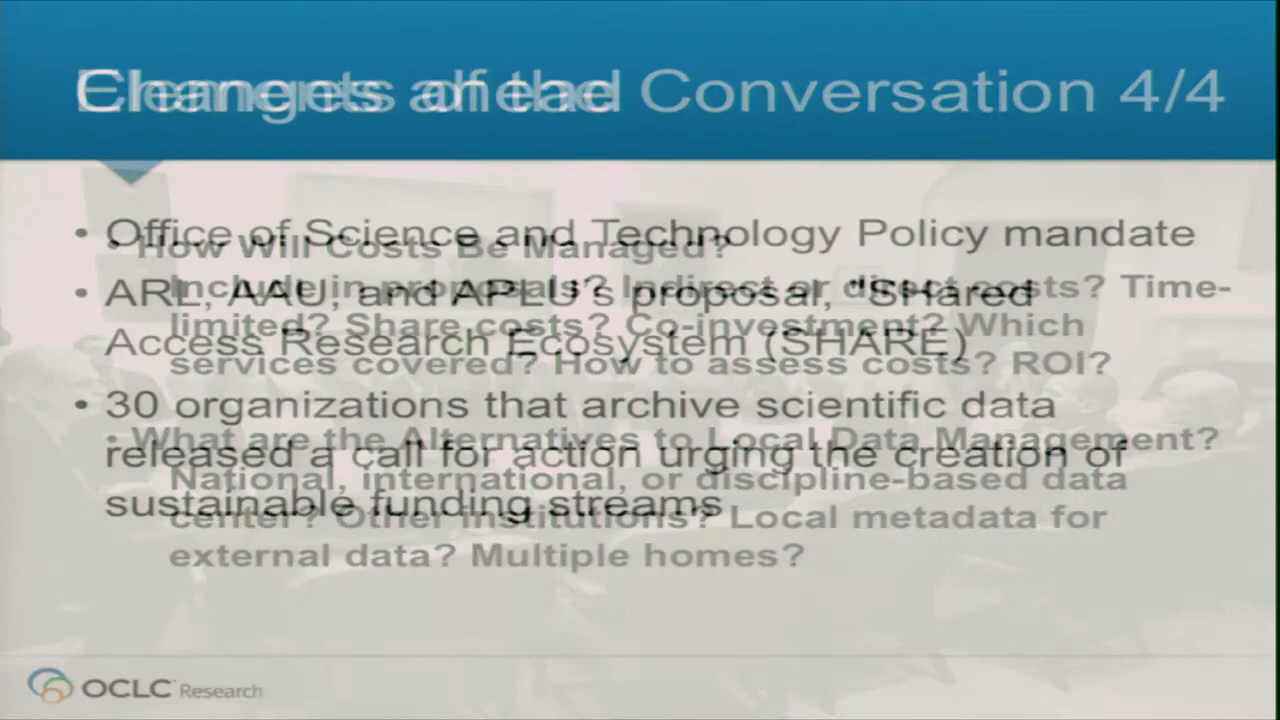 Elements of the Conversation 4/4
Changes ahead
• Office of Science and Technology Policy mandate
• ARL, AAU, and APLU's proposal, "SHared
Access Research Ecosystem (SHARE)
• 30 organizations that archive scientific data
released a call for action urging the creation of
sustainable funding streams
• How Will Costs Be Managed?
Include in proposals? Indirect or direct costs? Time-
limited? Share costs? Co-investment? Which
services covered? How to assess costs? ROI?
• What are the Alternatives to Local Data Management?
National, international, or discipline-based data
center? Other institutions? Local metadata for
external data? Multiple homes?
OCLC Research